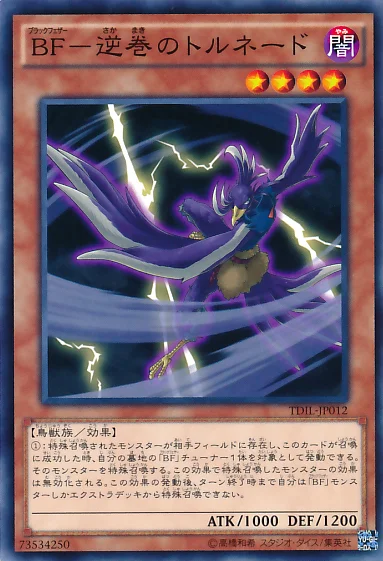 ブラックフェザー さか まき
BF－逆巻のトルネード
やみ
闇
TDIL-JP012
【鳥獣族／効果】
①：特殊召喚されたモンスターが相手フィールドに存在し、このカードが召喚
に成功した時、自分の墓地の「BF」チューナー1体を対象として発動できる。
そのモンスターを特殊召喚する。この効果で特殊召喚したモンスターの効果
は無効化される。この効果の発動後、ターン終了時まで自分は「BF」モン
スターしかエクストラデッキから特殊召喚できない。
ATK/1000 DEF/1200
73534250
©高橋和希 スタジオ・ダイス/集英社